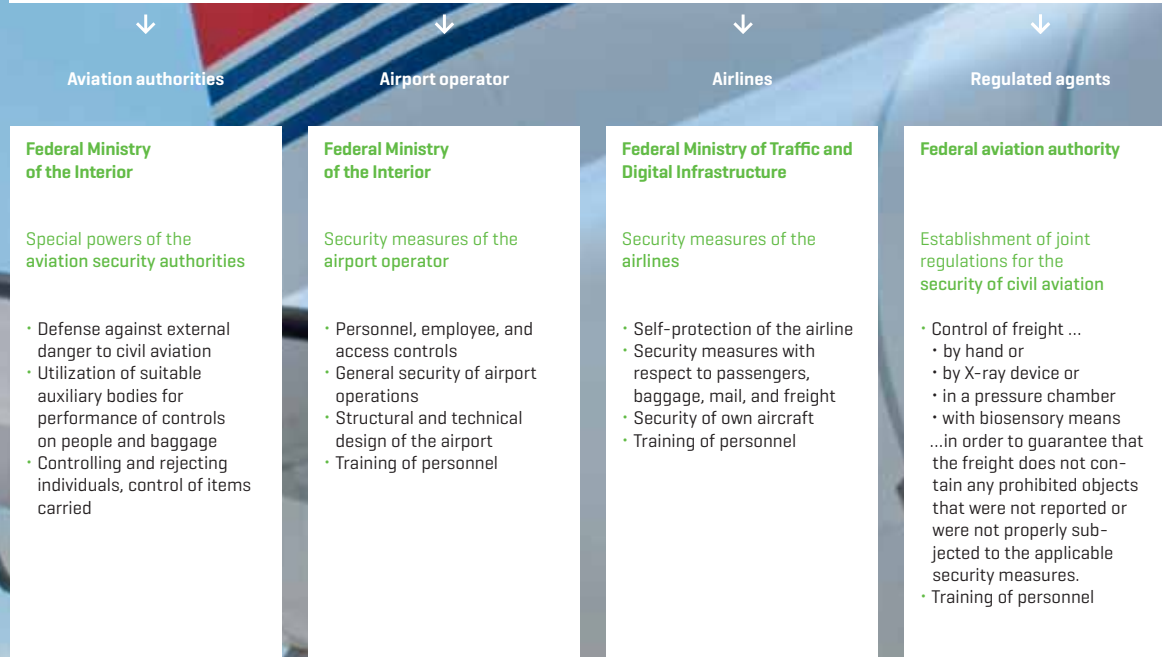 Aviation authorities
Federal Ministry
of the Interior
Special powers of the
aviation security authorities
· Defense against external
danger to civil aviation
· Utilization of suitable
auxiliary bodies for
performance of controls
on people and baggage
· Controlling and rejecting
individuals, control of items
carried
Airport operator
Federal Ministry
of the Interior
Security measures of the
airport operator
· Personnel, employee, and
access controls
· General security of airport
operations
· Structural and technical
design of the airport
· Training of personnel
Airlines
Federal Ministry of Traffic and
Digital Infrastructure
Security measures of the
airlines
· Self-protection of the airline
· Security measures with
respect to passengers,
baggage, mail, and freight
· Security of own aircraft
· Training of personnel
Regulated agents
Federal aviation authority
Establishment of joint
regulations for the
security of civil aviation
· Control of freight ...
· by hand or
· by X-ray device or
· in a pressure chamber
· with biosensory means
...in order to guarantee that
the freight does not con-
tain any prohibited objects
that were not reported or
were not properly sub-
jected to the applicable
security measures.
· Training of personnel